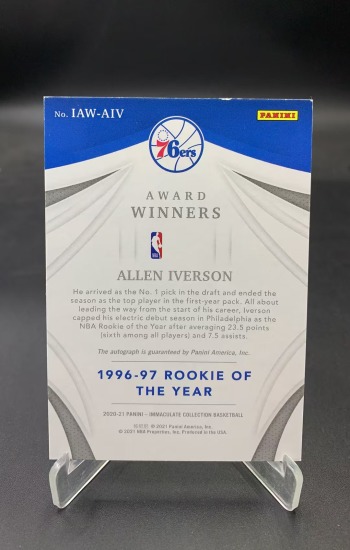 No. IAW-AIV
PANINI
76ers
AWARD
WINNERS
ALLEN IVERSON
He arrived as the No. 1 pick in the draft and ended the
season as the top player in the first-year pack. All about
leading the way from the start of his career, Iverson
capped his electric debut season in Philadelphia as the
NBA Rookie of the Year after averaging 23.5 points
(sixth among all players) and 7.5 assists.
The autograph is guaranteed by Panini America, Inc.
1996-97 ROOKIE OF
THE YEAR
2020-21 PANINI - IMMACULATE COLLECTION BASKETBALL
© 2021 Panini America, Inc.
© 2021 NBA Properties, Inc. Produced in the USA.